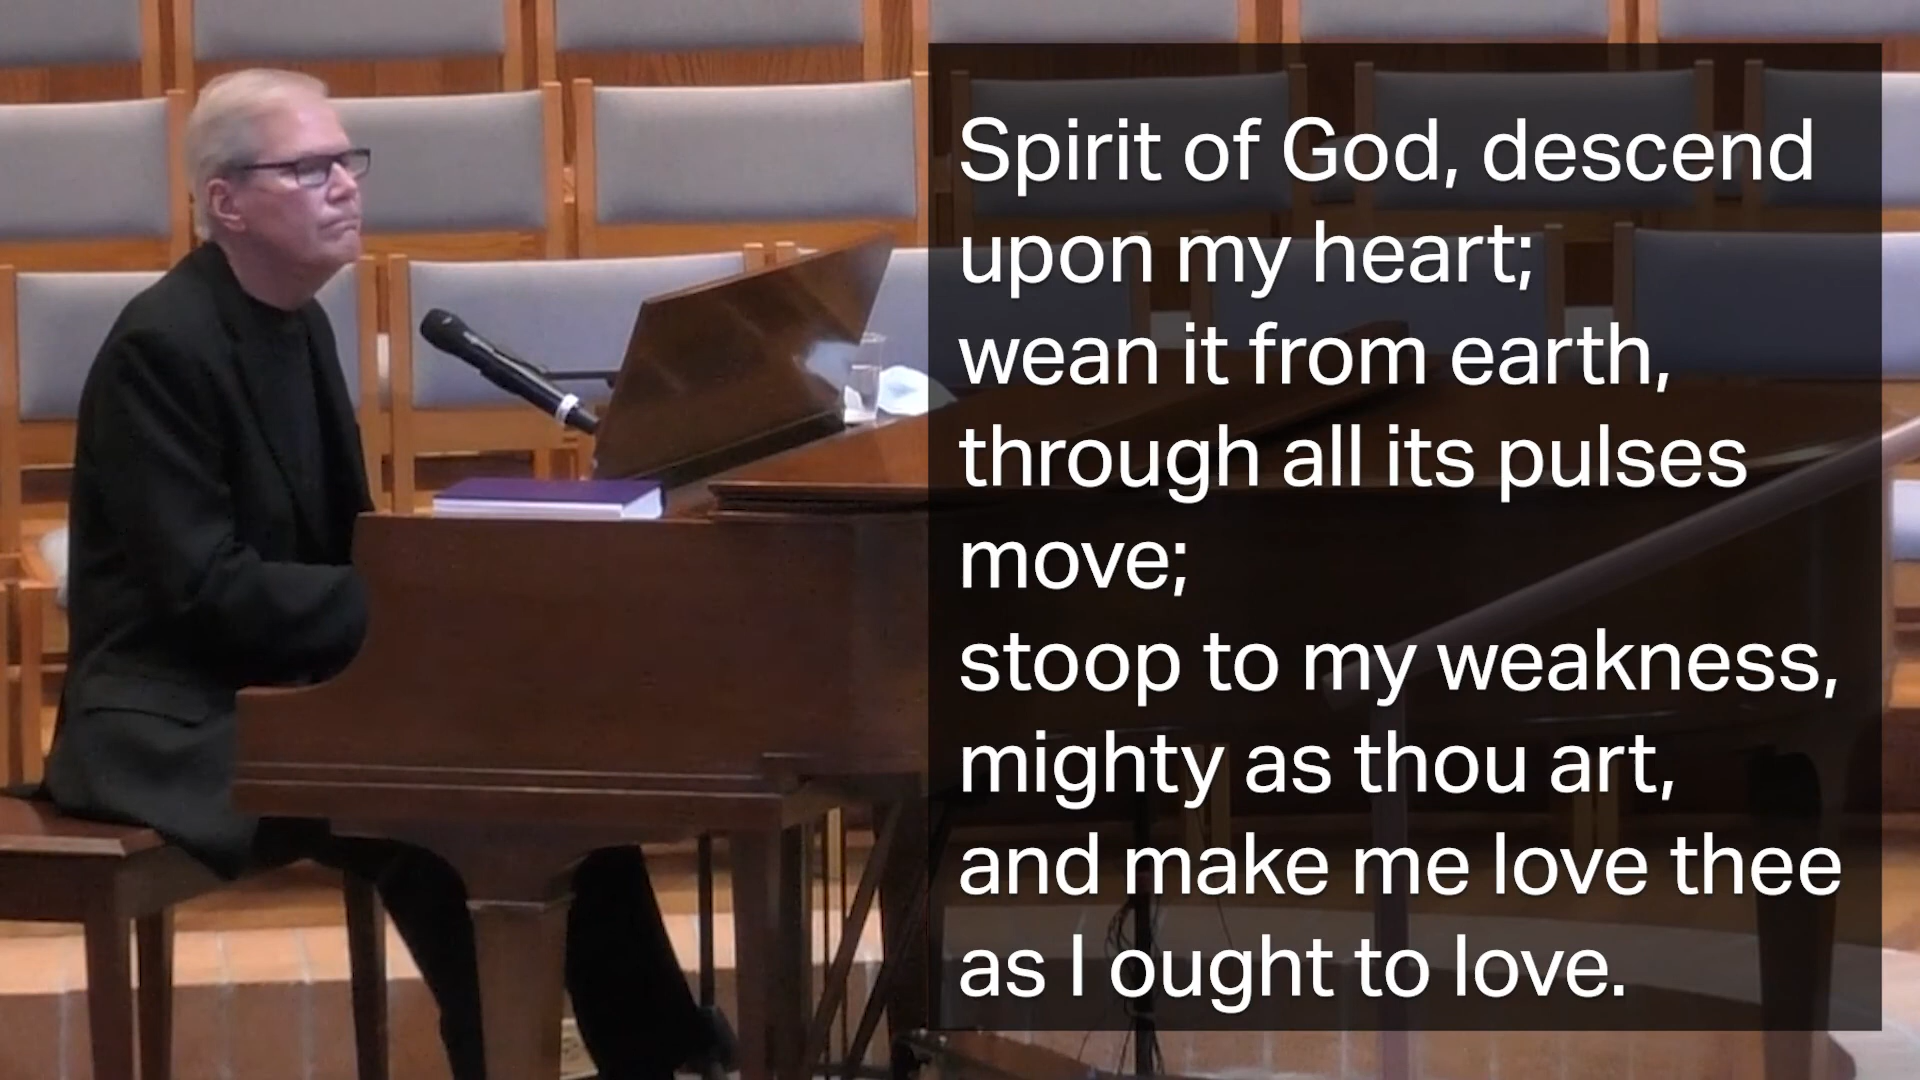 Spirit of God, descend
upon my heart;
wean it from earth,
through all its pulses
move;
stoop to my weakness,
mighty as thou art,
and make me love thee
as I ought to love.